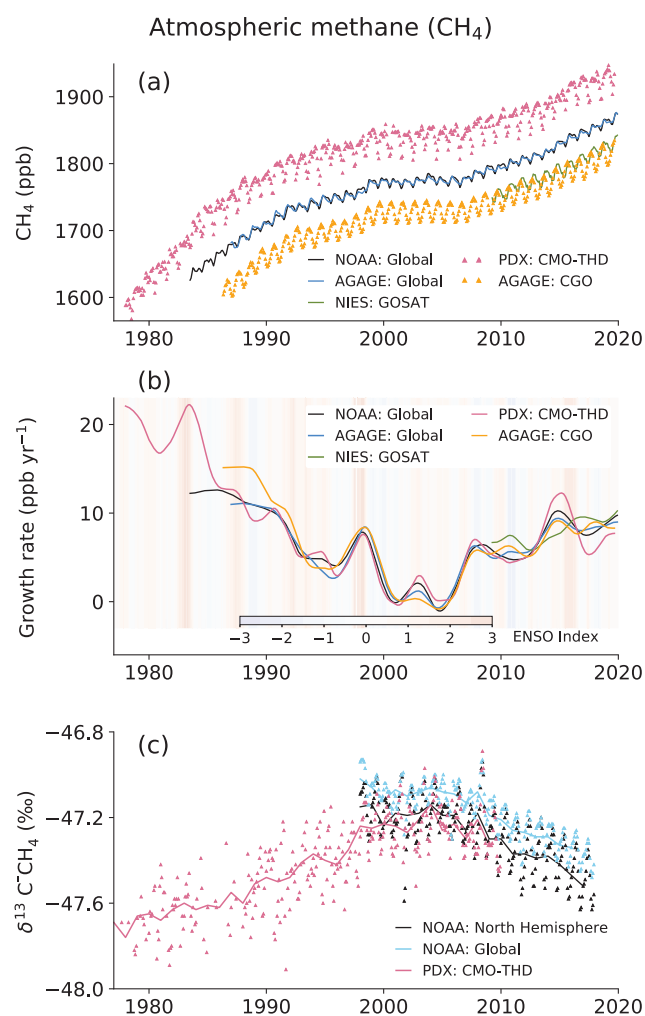 Atmospheric methane (CH₄)
(a)
CH₄ (ppb)
1900
1800
1700
1600
NOAA: Global
AGAGE: Global
NIES: GOSAT
PDX: CMO-THD
AGAGE: CGO
1980 1990 2000 2010 2020
(b)
Growth rate (ppb yr⁻¹)
20
10
0
NOAA: Global
AGAGE: Global
NIES: GOSAT
PDX: CMO-THD
AGAGE: CGO
−3 −2 −1 0 1 2 3 ENSO Index
1980 1990 2000 2010 2020
(c)
δ¹³ C⁻CH₄ (‰)
−46.8
−47.2
−47.6
−48.0
NOAA: North Hemisphere
NOAA: Global
PDX: CMO-THD
1980 1990 2000 2010 2020